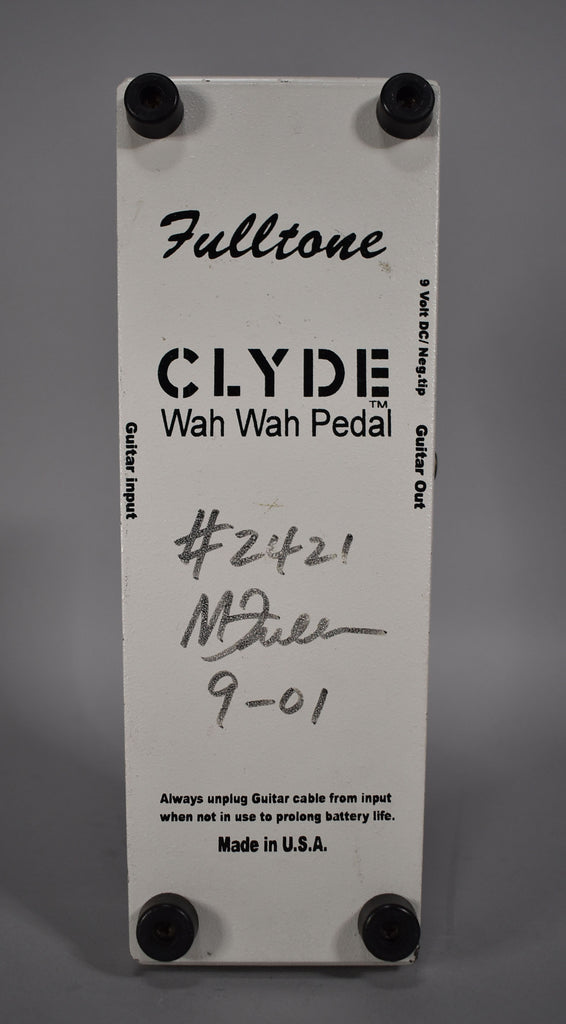 Fulltone
9 Volt DC/ Neg.tip
CLYDE
TM
Wah Wah Pedal
Guitar input
Guitar Out
#2421
MFuller
9-01
Always unplug Guitar cable from input
when not in use to prolong battery life.
Made in U.S.A.